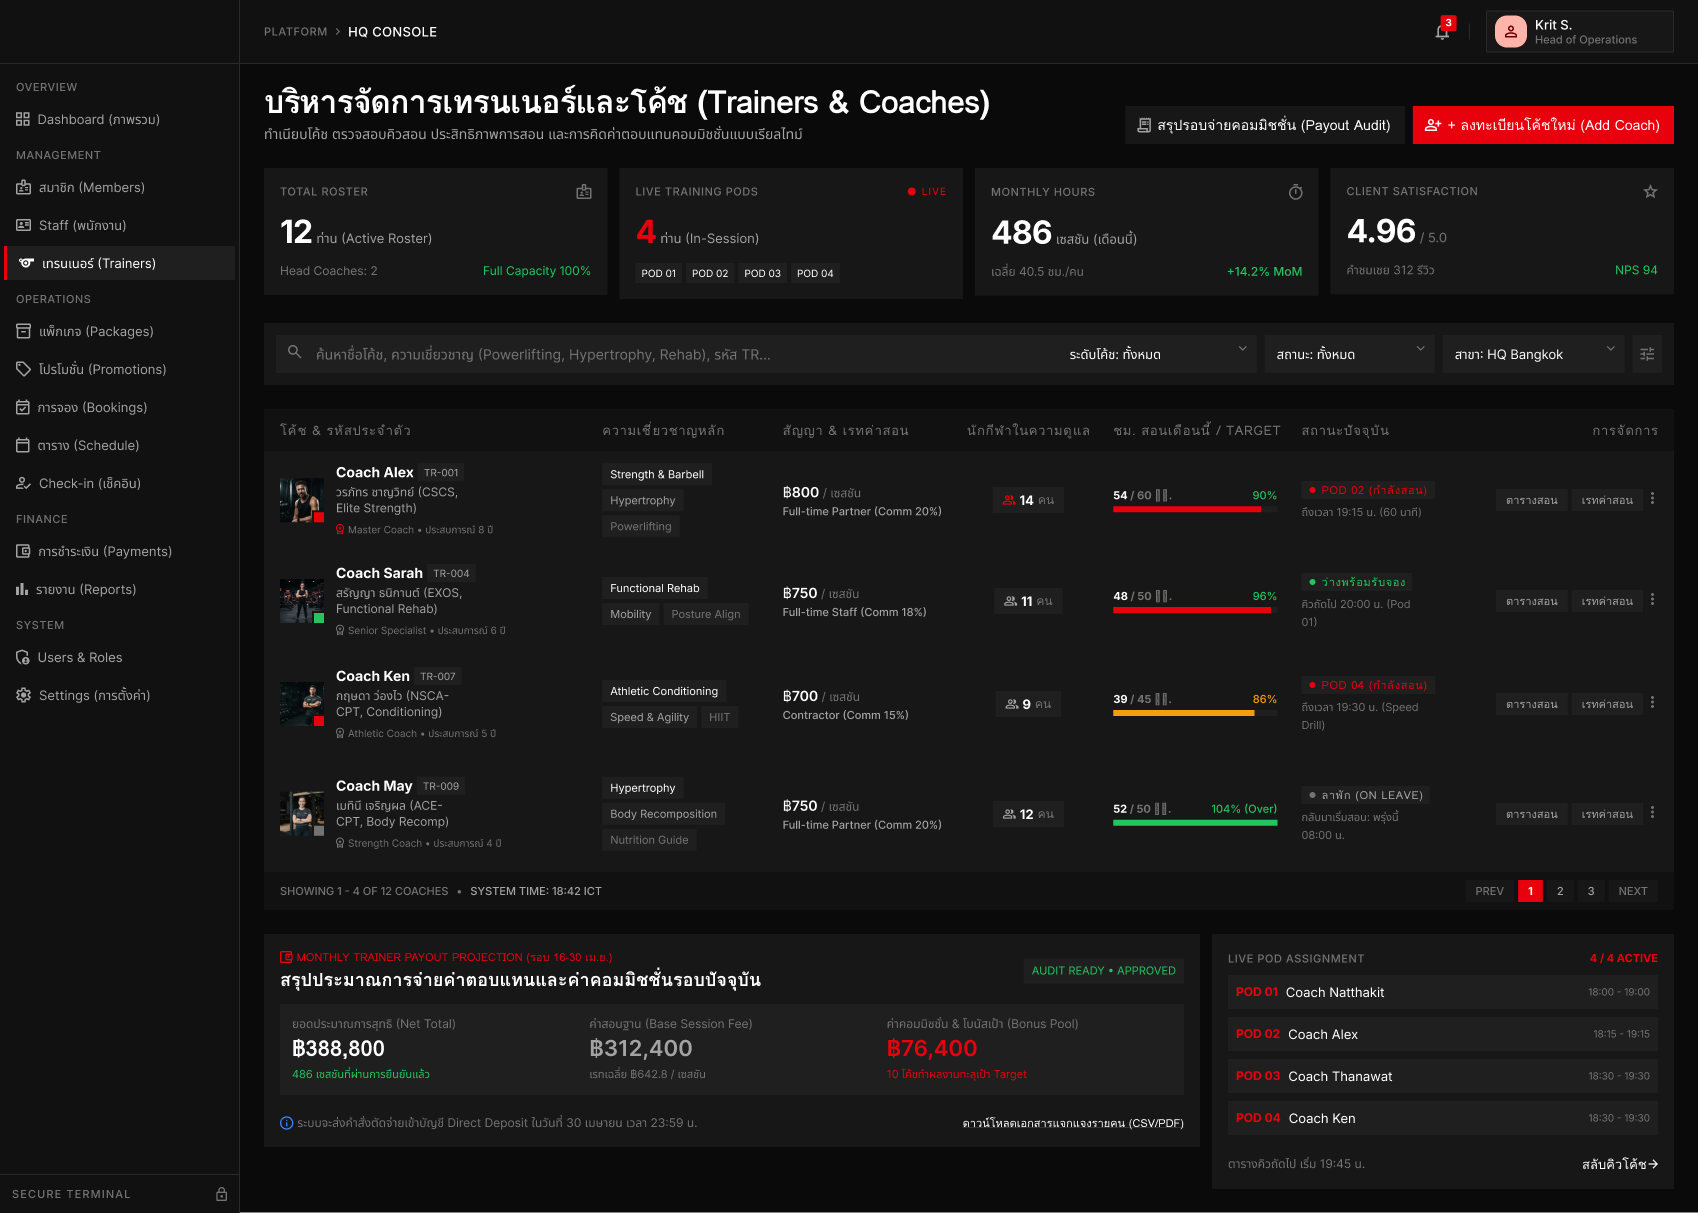 PLATFORM > HQ CONSOLE
3
Krit S.
Head of Operations
OVERVIEW
Dashboard (ภาพรวม)
MANAGEMENT
สมาชิก (Members)
Staff (พนักงาน)
เทรนเนอร์ (Trainers)
OPERATIONS
แพ็กเกจ (Packages)
โปรโมชั่น (Promotions)
การจอง (Bookings)
ตาราง (Schedule)
Check-in (เช็คอิน)
FINANCE
การชำระเงิน (Payments)
รายงาน (Reports)
SYSTEM
Users & Roles
Settings (การตั้งค่า)
SECURE TERMINAL
บริหารจัดการเทรนเนอร์และโค้ช (Trainers & Coaches)
ทำเนียบโค้ช ตรวจสอบคิวสอน ประสิทธิภาพการสอน และการคิดค่าตอบแทนคอมมิชชั่นแบบเรียลไทม์
สรุปรอบจ่ายคอมมิชชั่น (Payout Audit)
+ ลงทะเบียนโค้ชใหม่ (Add Coach)
TOTAL ROSTER
12 ท่าน (Active Roster)
Head Coaches: 2
Full Capacity 100%
LIVE TRAINING PODS
LIVE
4 ท่าน (In-Session)
POD 01 POD 02 POD 03 POD 04
MONTHLY HOURS
486 เซสชัน (เดือนนี้)
เฉลี่ย 40.5 ชม./คน
+14.2% MoM
CLIENT SATISFACTION
4.96 / 5.0
คำชมเชย 312 รีวิว
NPS 94
ค้นหาชื่อโค้ช, ความเชี่ยวชาญ (Powerlifting, Hypertrophy, Rehab), รหัส TR...
ระดับโค้ช: ทั้งหมด
สถานะ: ทั้งหมด
สาขา: HQ Bangkok
โค้ช & รหัสประจำตัว
ความเชี่ยวชาญหลัก
สัญญา & เรทค่าสอน
นักกีฬาในความดูแล
ชม. สอนเดือนนี้ / TARGET
สถานะปัจจุบัน
การจัดการ
Coach Alex TR-001
วรภัทร ชาญวิทย์ (CSCS,
Elite Strength)
Master Coach • ประสบการณ์ 8 ปี
Strength & Barbell
Hypertrophy
Powerlifting
฿800 / เซสชัน
Full-time Partner (Comm 20%)
14 คน
54 / 60 .
90%
POD 02 (กำลังสอน)
ถึงเวลา 19:15 น. (60 นาที)
ตารางสอน
เรทค่าสอน
Coach Sarah TR-004
สรัญญา ธนิกานต์ (EXOS,
Functional Rehab)
Senior Specialist • ประสบการณ์ 6 ปี
Functional Rehab
Mobility Posture Align
฿750 / เซสชัน
Full-time Staff (Comm 18%)
11 คน
48 / 50 .
96%
ว่างพร้อมรับจอง
คิวถัดไป 20:00 น. (Pod
01)
ตารางสอน
เรทค่าสอน
Coach Ken TR-007
กฤษดา ว่องไว (NSCA-
CPT, Conditioning)
Athletic Coach • ประสบการณ์ 5 ปี
Athletic Conditioning
Speed & Agility HIIT
฿700 / เซสชัน
Contractor (Comm 15%)
9 คน
39 / 45 .
86%
POD 04 (กำลังสอน)
ถึงเวลา 19:30 น. (Speed
Drill)
ตารางสอน
เรทค่าสอน
Coach May TR-009
เมทินี เจริญผล (ACE-
CPT, Body Recomp)
Strength Coach • ประสบการณ์ 4 ปี
Hypertrophy
Body Recomposition
Nutrition Guide
฿750 / เซสชัน
Full-time Partner (Comm 20%)
12 คน
52 / 50 .
104% (Over)
ลาพัก (ON LEAVE)
กลับมาเริ่มสอน: พรุ่งนี้
08:00 น.
ตารางสอน
เรทค่าสอน
SHOWING 1 - 4 OF 12 COACHES • SYSTEM TIME: 18:42 ICT
PREV 1 2 3 NEXT
MONTHLY TRAINER PAYOUT PROJECTION (รอบ 16-30 เม.ย.)
สรุปประมาณการจ่ายค่าตอบแทนและค่าคอมมิชชั่นรอบปัจจุบัน
AUDIT READY • APPROVED
ยอดประมาณการสุทธิ (Net Total)
฿388,800
486 เซสชันที่ผ่านการยืนยันแล้ว
ค่าสอนฐาน (Base Session Fee)
฿312,400
เรทเฉลี่ย ฿642.8 / เซสชัน
ค่าคอมมิชชั่น & โบนัสเป้า (Bonus Pool)
฿76,400
10 โค้ชทำผลงานทะลุเป้า Target
ระบบจะส่งคำสั่งตัดจ่ายเข้าบัญชี Direct Deposit ในวันที่ 30 เมษายน เวลา 23:59 น.
ดาวน์โหลดเอกสารแจกแจงรายคน (CSV/PDF)
LIVE POD ASSIGNMENT
4 / 4 ACTIVE
POD 01 Coach Natthakit 18:00 - 19:00
POD 02 Coach Alex 18:15 - 19:15
POD 03 Coach Thanawat 18:30 - 19:30
POD 04 Coach Ken 18:30 - 19:30
ตารางคิวถัดไป เริ่ม 19:45 น.
สลับคิวโค้ช→